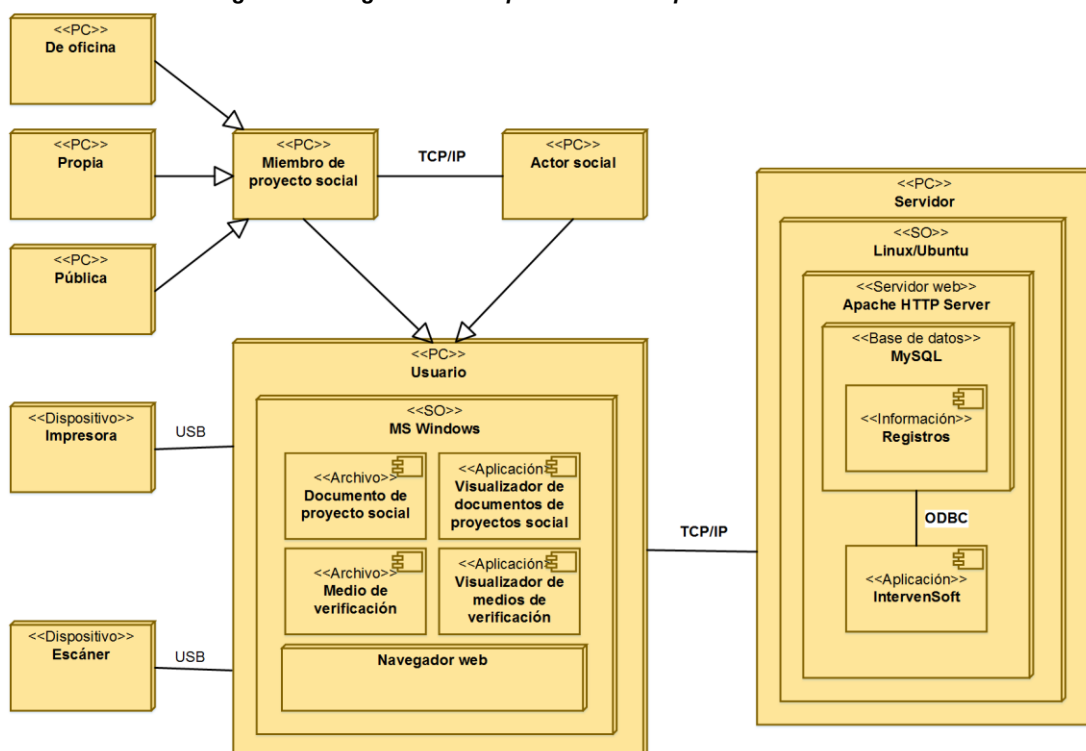 <<PC>>
De oficina
<<PC>>
Propia
<<PC>>
Pública
<<PC>>
Miembro de
proyecto social
TCP/IP
<<PC>>
Actor social
<<Dispositivo>>
Impresora
USB
<<Dispositivo>>
Escáner
USB
<<PC>>
Usuario
<<SO>>
MS Windows
<<Archivo>>
Documento de
proyecto social
<<Aplicación>>
Visualizador de
documentos de
proyectos social
<<Archivo>>
Medio de
verificación
<<Aplicación>>
Visualizador de
medios de
verificación
Navegador web
TCP/IP
<<PC>>
Servidor
<<SO>>
Linux/Ubuntu
<<Servidor web>>
Apache HTTP Server
<<Base de datos>>
MySQL
<<Información>>
Registros
ODBC
<<Aplicación>>
IntervenSoft